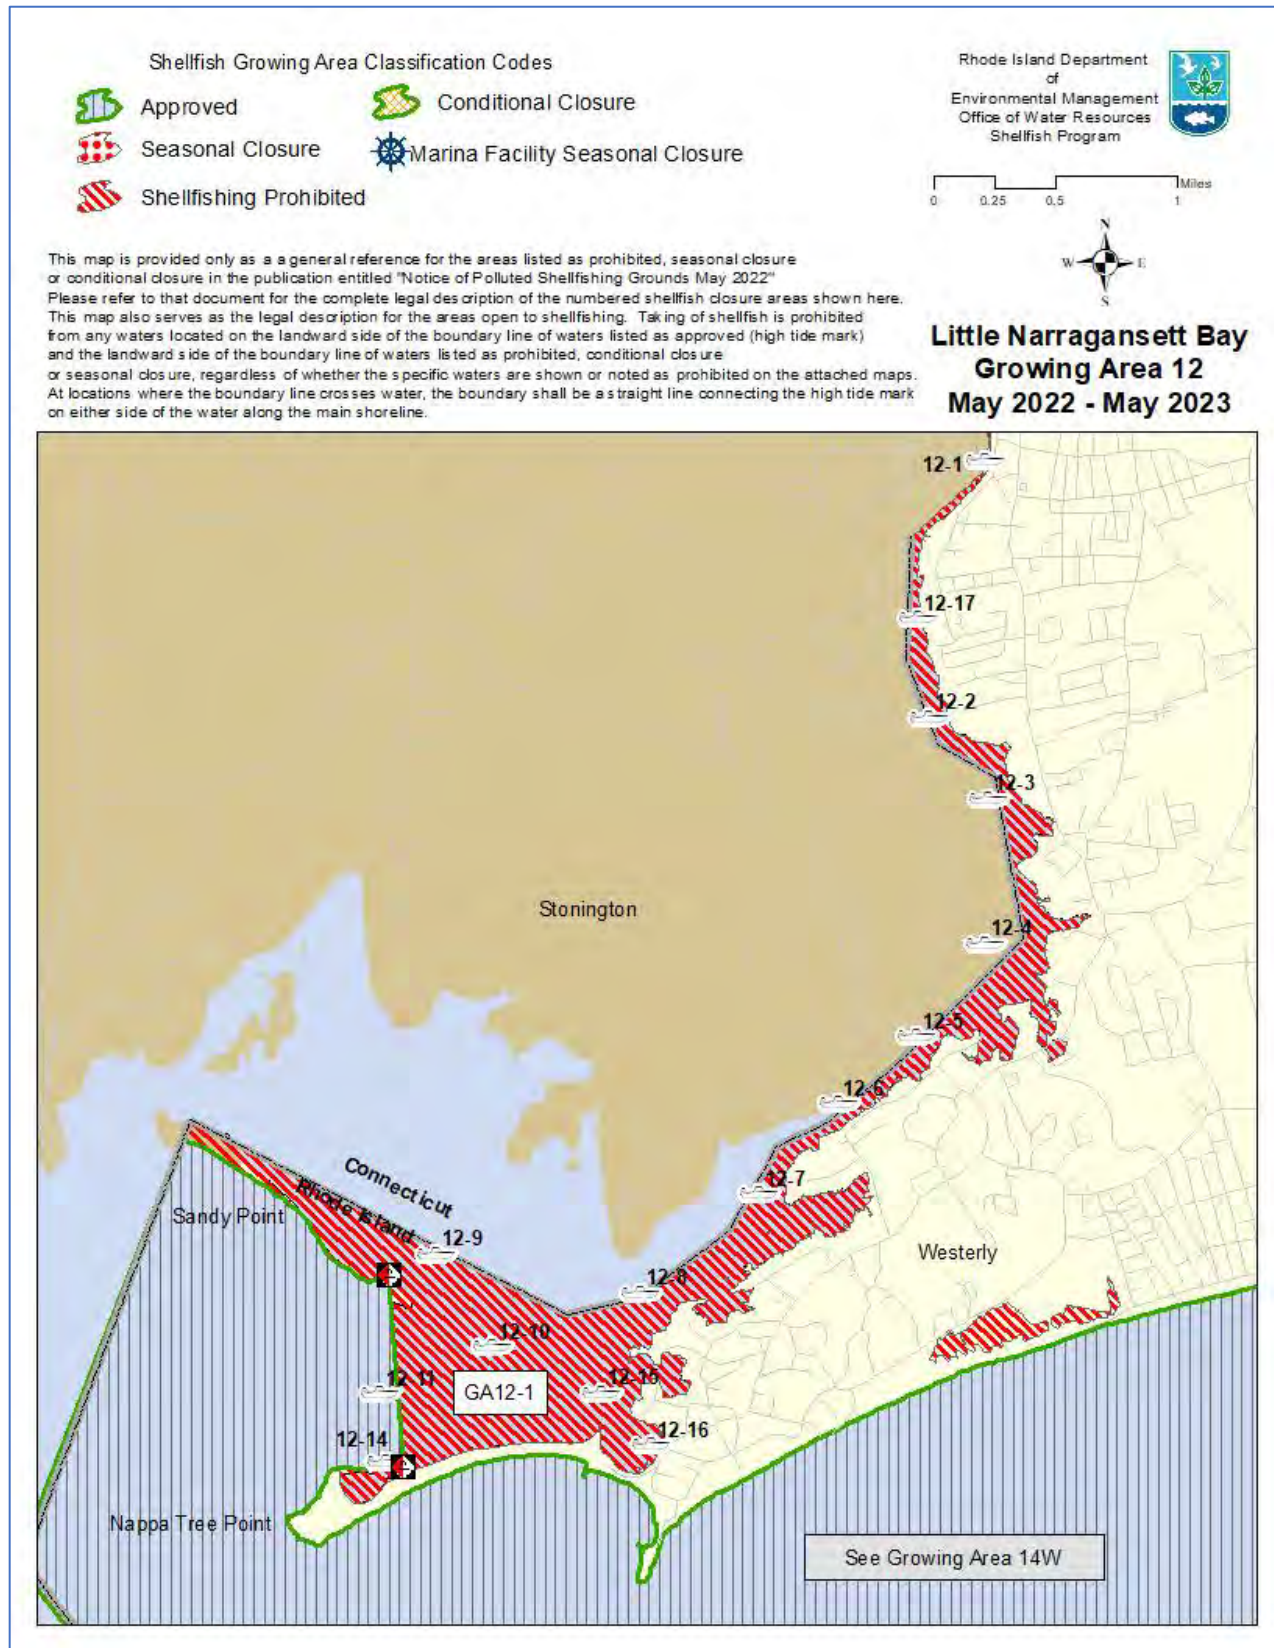 Shellfish Growing Area Classification Codes
Approved
Conditional Closure
Seasonal Closure
Marina Facility Seasonal Closure
Shellfishing Prohibited
Rhode Island Department
of
Environmental Management
Office of Water Resources
Shellfish Program
Miles
0 0.25 0.5 1
N
W E
S
This map is provided only as a a general reference for the areas listed as prohibited, seasonal closure
or conditional closure in the publication entitled "Notice of Polluted Shellfishing Grounds May 2022"
Please refer to that document for the complete legal description of the numbered shellfish closure areas shown here.
This map also serves as the legal description for the areas open to shellfishing. Taking of shellfish is prohibited
from any waters located on the landward side of the boundary line of waters listed as approved (high tide mark)
and the landward side of the boundary line of waters listed as prohibited, conditional closure
or seasonal closure, regardless of whether the specific waters are shown or noted as prohibited on the attached maps.
At locations where the boundary line crosses water, the boundary shall be a straight line connecting the high tide mark
on either side of the water along the main shoreline.
Little Narragansett Bay
Growing Area 12
May 2022 - May 2023
12-1
12-17
12-2
12-3
Stonington
12-4
12-5
12-6
Connecticut
Rhode Island
12-7
Sandy Point
12-9
Westerly
12-8
12-10
12-11
GA12-1
12-15
12-14
12-16
Nappa Tree Point
See Growing Area 14W